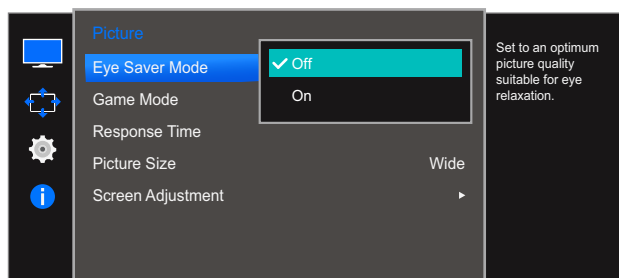 Picture
Eye Saver Mode
Off
On
Game Mode
Response Time
Picture Size Wide
Screen Adjustment
Set to an optimum
picture quality
suitable for eye
relaxation.